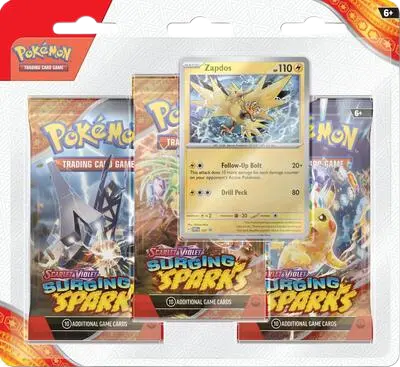 POKéMON
TRADING CARD GAME
6+
Zapdos
HP 110
Follow-Up Bolt 20+
This attack does 10 more damage for each damage counter
on your opponent's Active Pokémon.
Drill Peck 80
Pokémon
TRADING CARD GAME
SCARLET & VIOLET
SURGING
SPARKS
10 ADDITIONAL GAME CARDS
Pokémon
SCARLET & VIOLET
SURGING
SPARKS
10 ADDITIONAL GAME CARDS
6+
CARD GAME
SCARLET & VIOLET
SURGING
SPARKS
10 ADDITIONAL GAME CARDS